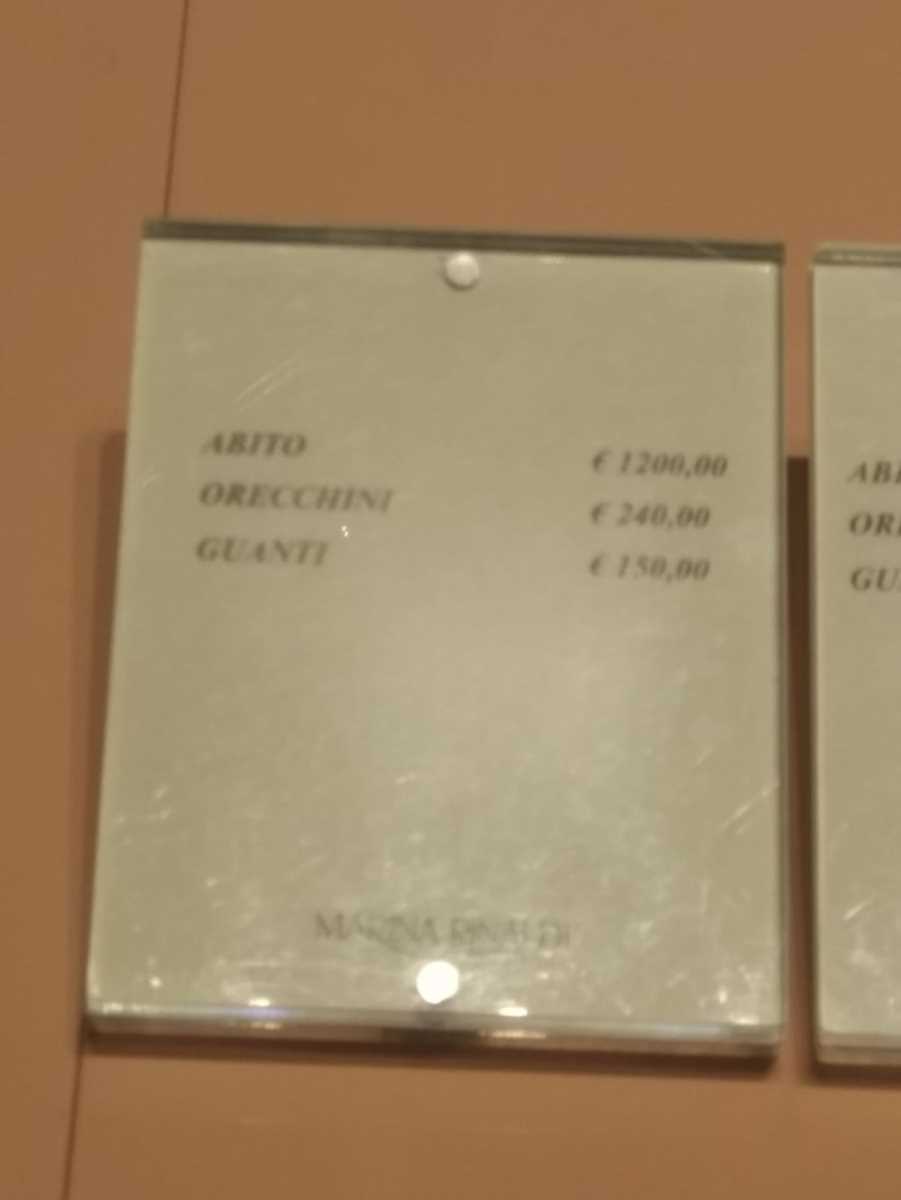 ABITO € 1200,00
ORECCHINI € 240,00
GUANTI € 150,00
MARINA RINALDI